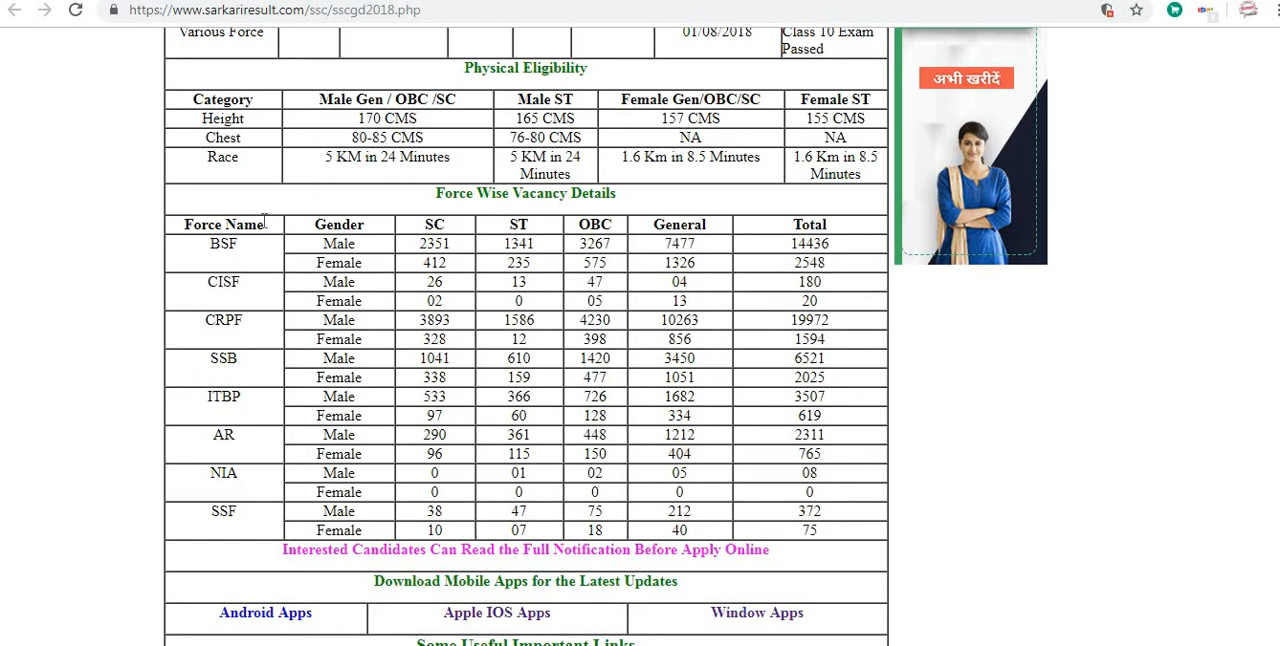 https://www.sarkariresult.com/ssc/sscgd2018.php
Various Force 01/08/2018 Class 10 Exam
Passed
Physical Eligibility
Category Male Gen / OBC /SC Male ST Female Gen/OBC/SC Female ST
Height 170 CMS 165 CMS 157 CMS 155 CMS
Chest 80-85 CMS 76-80 CMS NA NA
Race 5 KM in 24 Minutes 5 KM in 24 Minutes 1.6 Km in 8.5 Minutes 1.6 Km in 8.5 Minutes
Force Wise Vacancy Details
Force Name Gender SC ST OBC General Total
BSF Male 2351 1341 3267 7477 14436
Female 412 235 575 1326 2548
CISF Male 26 13 47 04 180
Female 02 0 05 13 20
CRPF Male 3893 1586 4230 10263 19972
Female 328 12 398 856 1594
SSB Male 1041 610 1420 3450 6521
Female 338 159 477 1051 2025
ITBP Male 533 366 726 1682 3507
Female 97 60 128 334 619
AR Male 290 361 448 1212 2311
Female 96 115 150 404 765
NIA Male 0 01 02 05 08
Female 0 0 0 0 0
SSF Male 38 47 75 212 372
Female 10 07 18 40 75
Interested Candidates Can Read the Full Notification Before Apply Online
Download Mobile Apps for the Latest Updates
Android Apps Apple IOS Apps Window Apps
Some Useful Important Links
अभी खरीदें